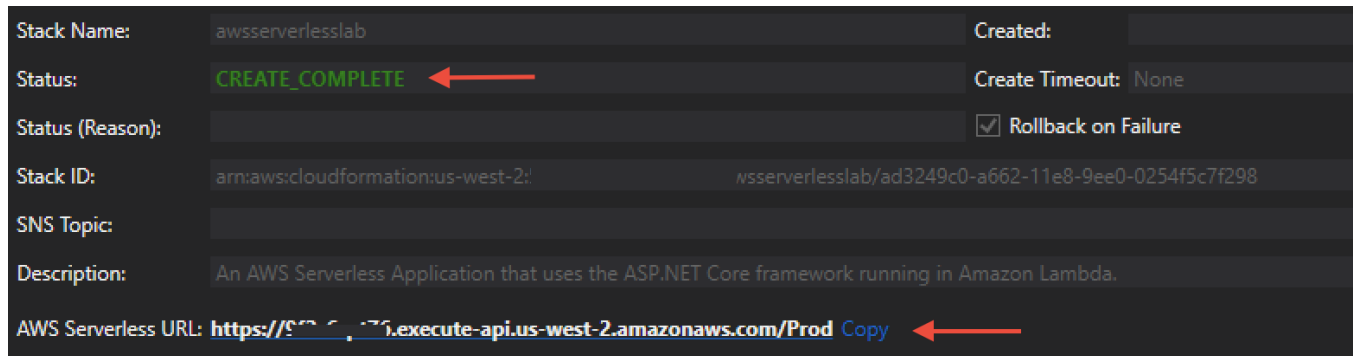 Stack Name: awsserverlesslab Created:
Status: CREATE_COMPLETE Create Timeout: None
Status (Reason): Rollback on Failure
Stack ID: arn:aws:cloudformation:us-west-2: wsserverlesslab/ad3249c0-a662-11e8-9ee0-0254f5c7f298
SNS Topic:
Description: An AWS Serverless Application that uses the ASP.NET Core framework running in Amazon Lambda.
AWS Serverless URL: https:// .execute-api.us-west-2.amazonaws.com/Prod Copy